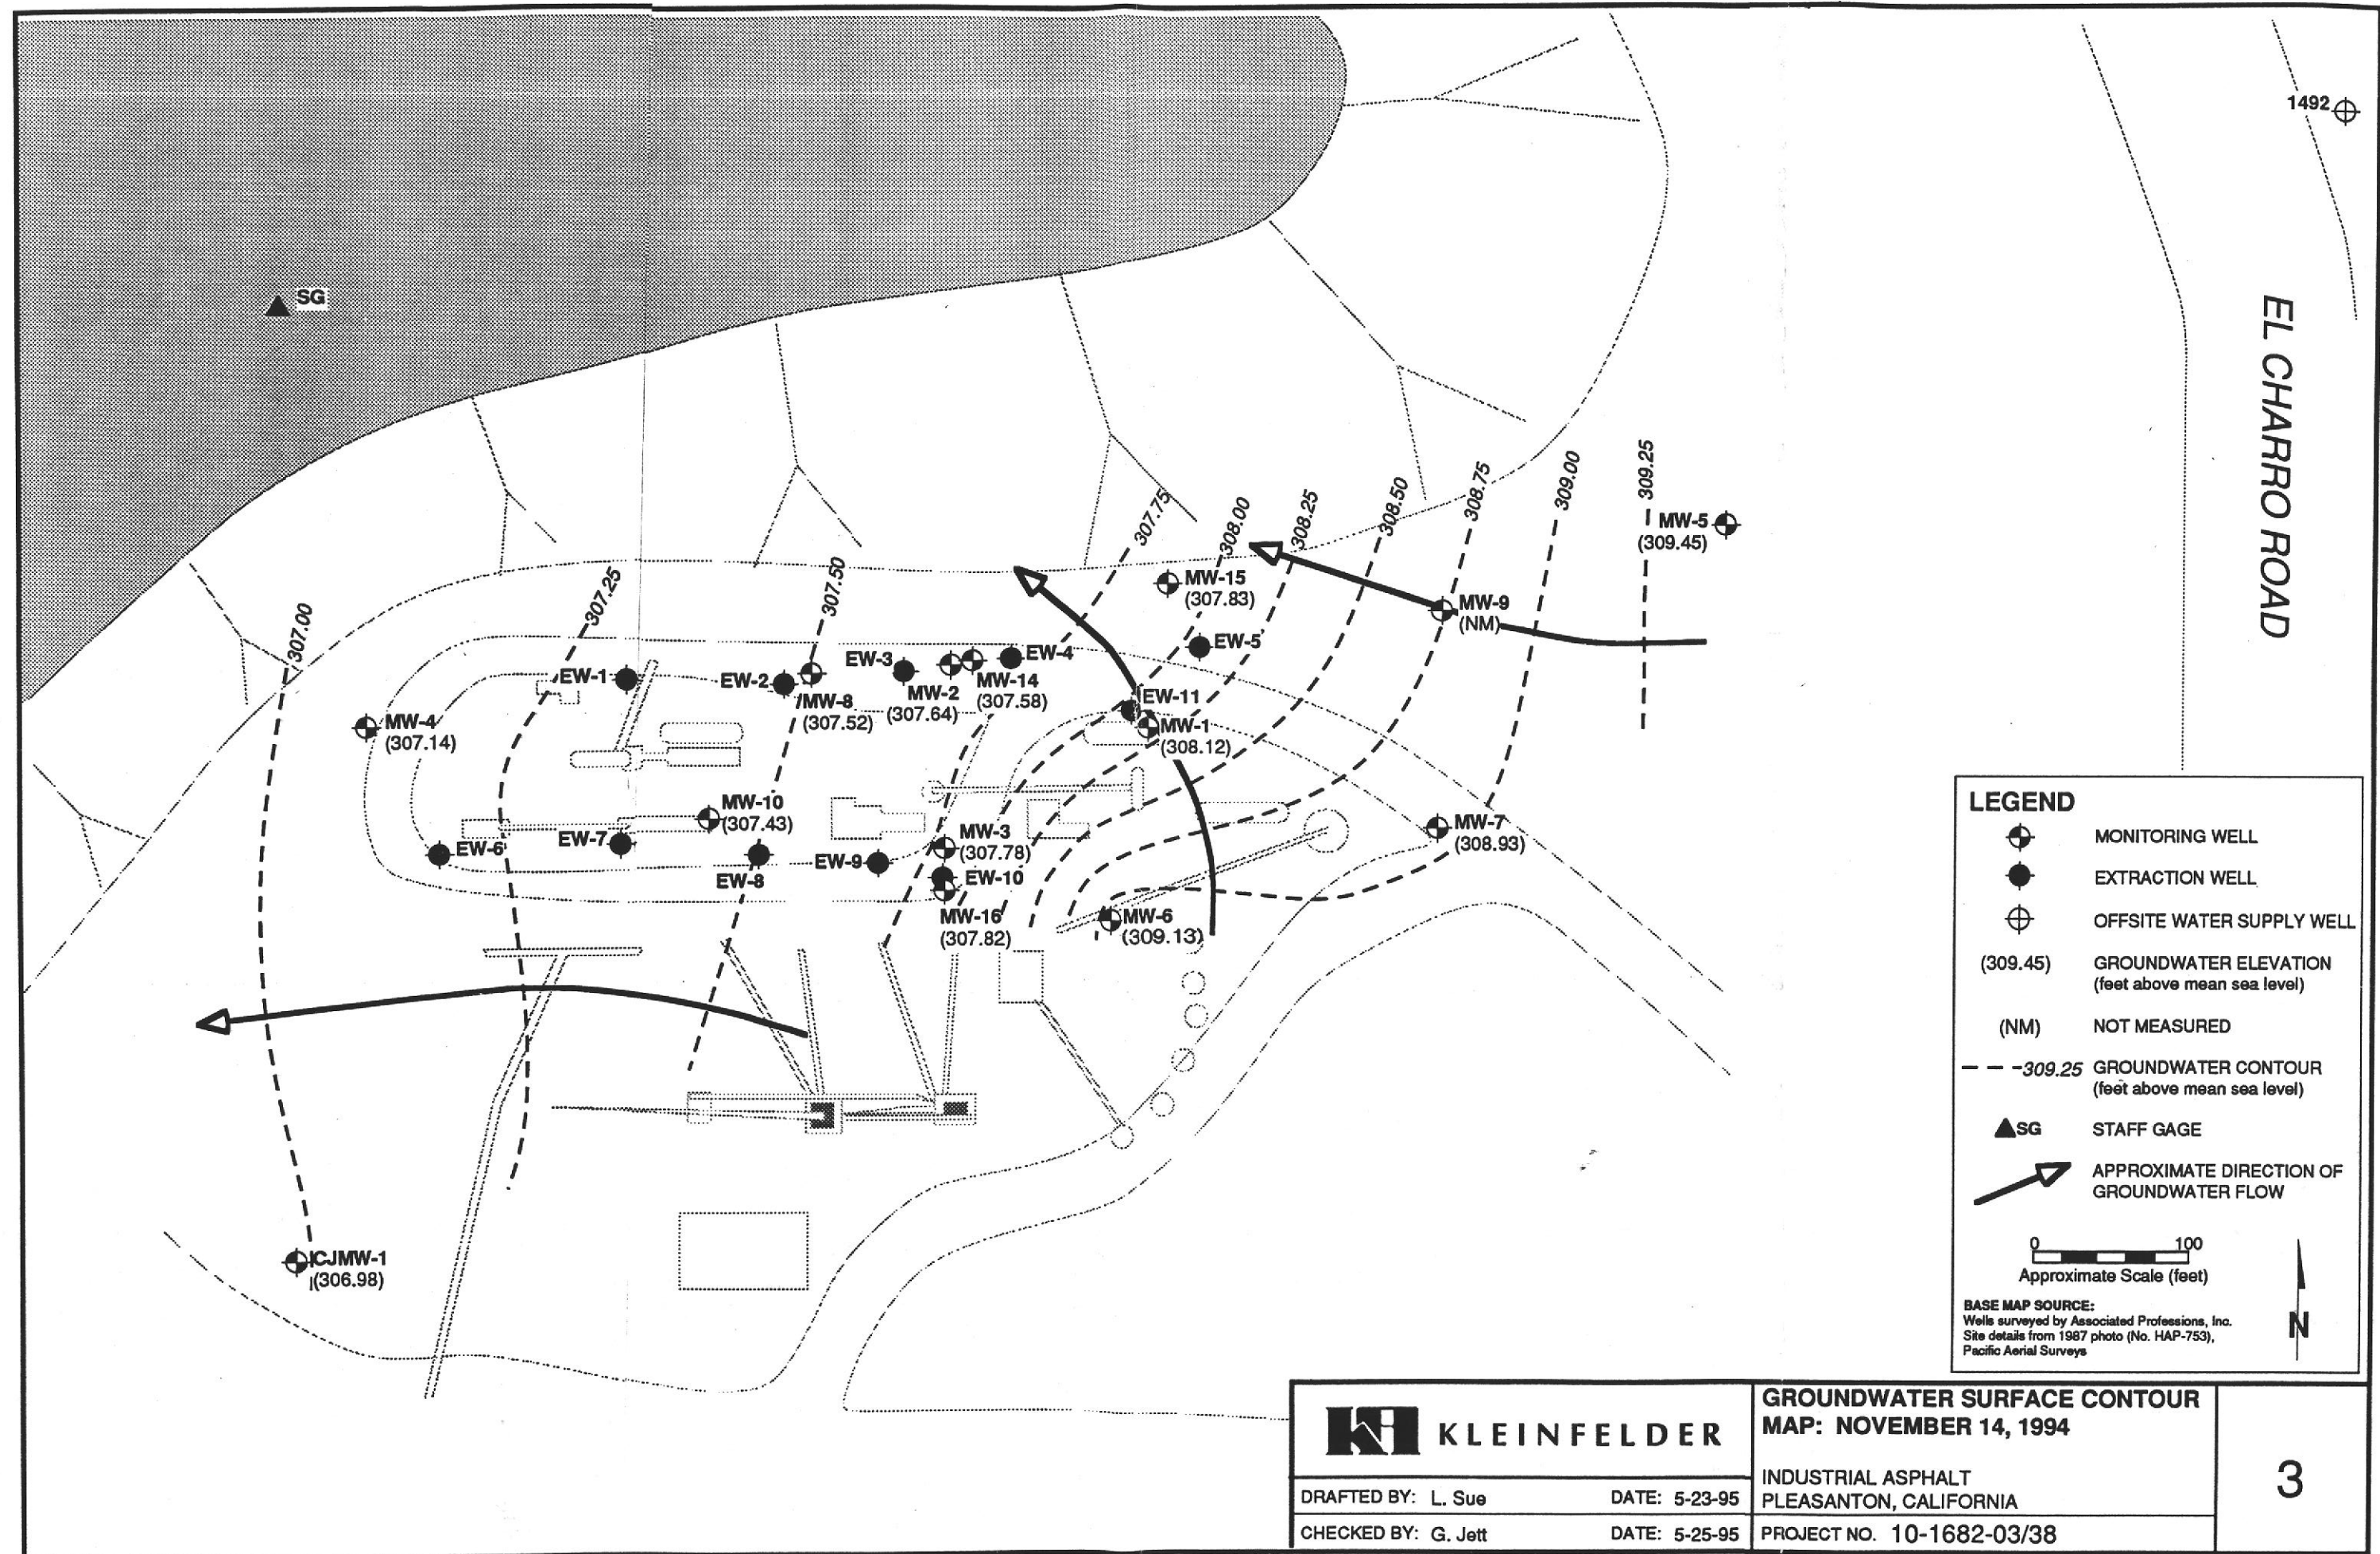 1492
SG
EL CHARRO ROAD
307.00
307.25
307.50
307.75
308.00
308.25
308.50
308.75
309.00
309.25
MW-5
(309.45)
MW-15
(307.83)
MW-9
(NM)
EW-5
EW-4
EW-3
EW-2
EW-1
MW-2
(307.64)
MW-14
(307.58)
MW-8
(307.52)
EW-11
MW-1
(308.12)
MW-4
(307.14)
MW-10
(307.43)
MW-3
(307.78)
MW-7
(308.93)
EW-6
EW-7
EW-8
EW-9
EW-10
MW-16
(307.82)
MW-6
(309.13)
CJMW-1
(306.98)
LEGEND
MONITORING WELL
EXTRACTION WELL
OFFSITE WATER SUPPLY WELL
(309.45) GROUNDWATER ELEVATION
(feet above mean sea level)
(NM) NOT MEASURED
309.25 GROUNDWATER CONTOUR
(feet above mean sea level)
SG STAFF GAGE
APPROXIMATE DIRECTION OF
GROUNDWATER FLOW
0 100
Approximate Scale (feet)
N
BASE MAP SOURCE:
Wells surveyed by Associated Professions, Inc.
Site details from 1987 photo (No. HAP-753),
Pacific Aerial Surveys
KLEINFELDER
DRAFTED BY: L. Sue DATE: 5-23-95
CHECKED BY: G. Jett DATE: 5-25-95
GROUNDWATER SURFACE CONTOUR
MAP: NOVEMBER 14, 1994
INDUSTRIAL ASPHALT
PLEASANTON, CALIFORNIA
PROJECT NO. 10-1682-03/38
3